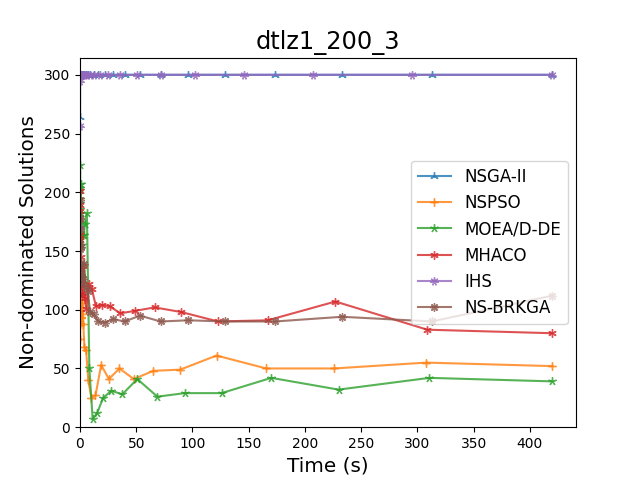 dtlz1_200_3
Non-dominated Solutions
300
250
200
150
100
50
0
NSGA-II
NSPSO
MOEA/D-DE
MHACO
IHS
NS-BRKGA
0 50 100 150 200 250 300 350 400
Time (s)